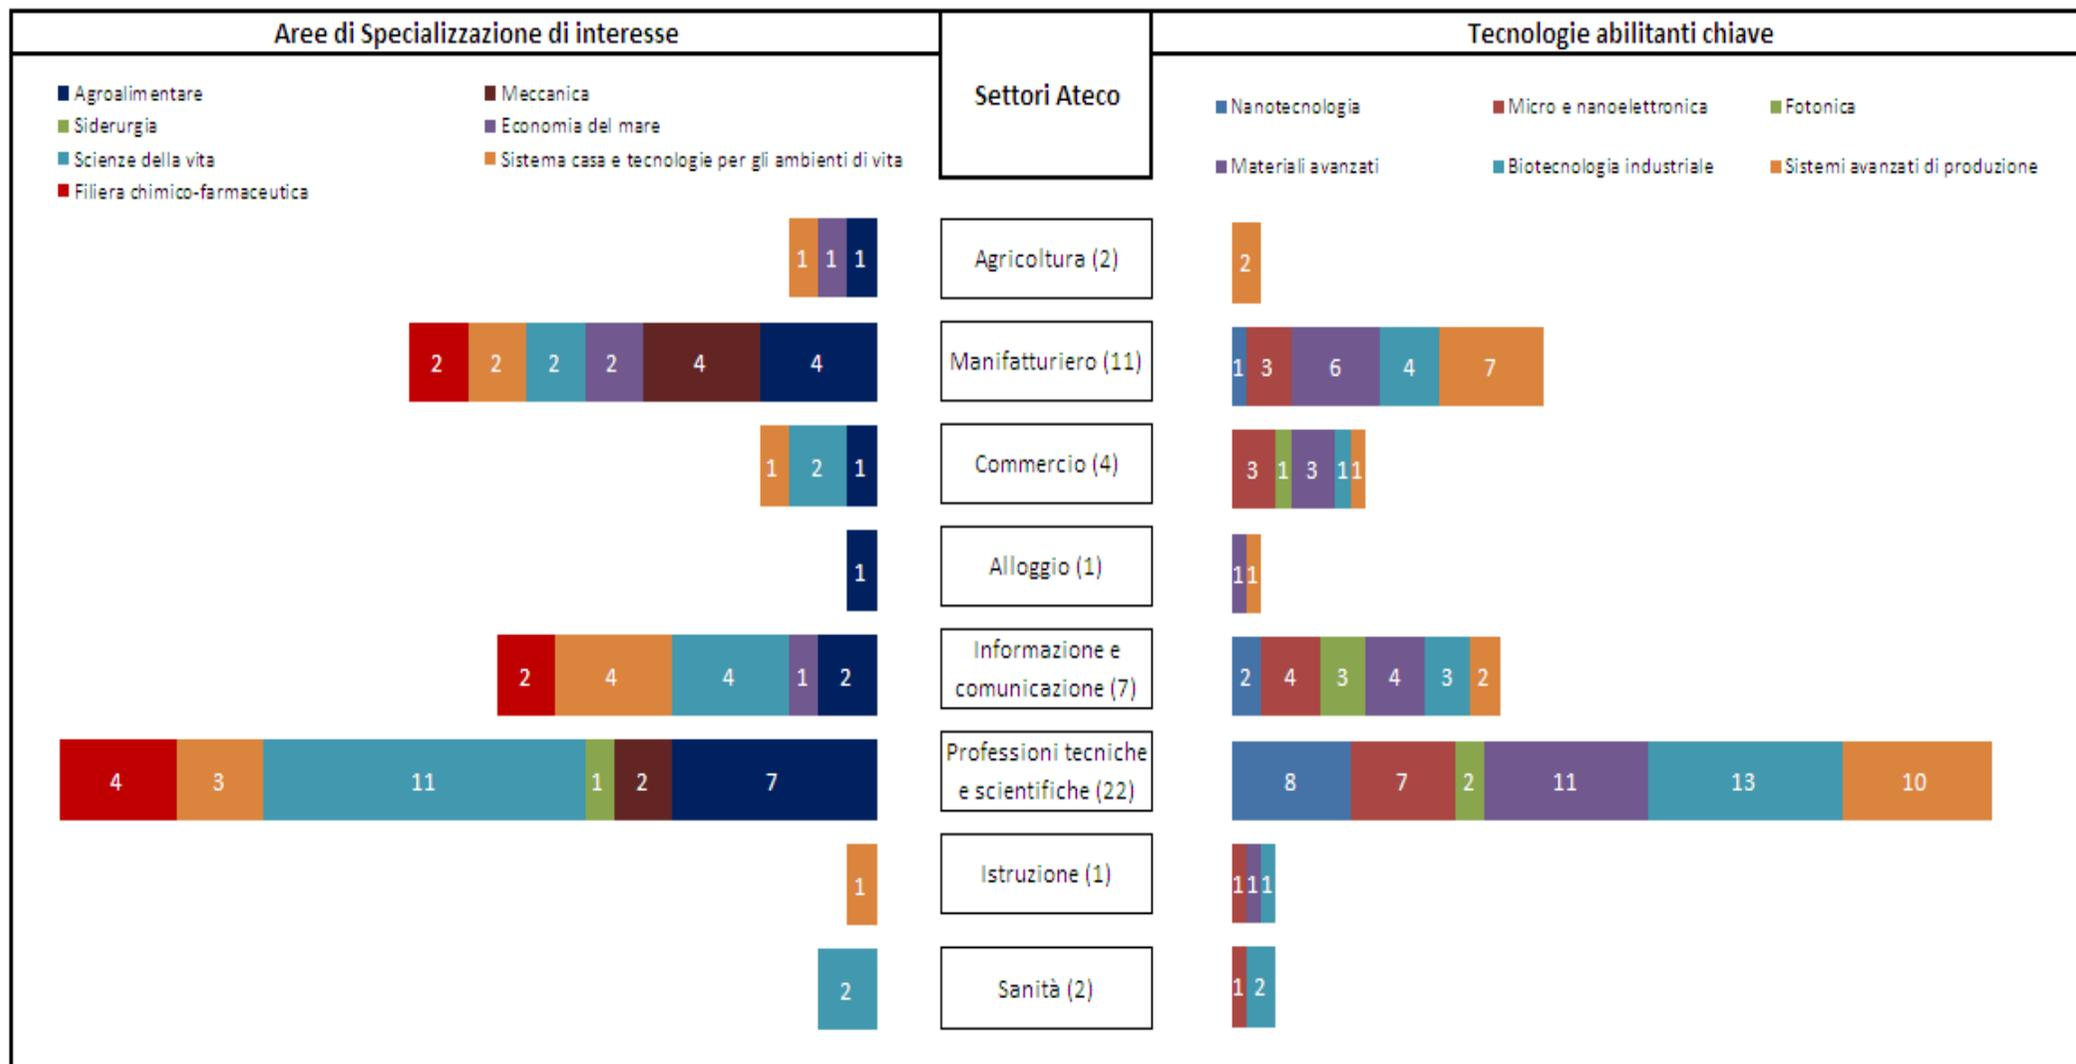 Aree di Specializzazione di interesse
Settori Ateco
Tecnologie abilitanti chiave
Agroalimentare
Meccanica
Siderurgia
Economia del mare
Scienze della vita
Sistema casa e tecnologie per gli ambienti di vita
Filiera chimico-farmaceutica
Nanotecnologia
Micro e nanoelettronica
Fotonica
Materiali avanzati
Biotecnologia industriale
Sistemi avanzati di produzione
1 1 1
Agricoltura (2)
2
2 2 2 2 4 4
Manifatturiero (11)
1 3 6 4 7
1 2 1
Commercio (4)
3 1 3 1 1
1
Alloggio (1)
1 1
2 4 4 1 2
Informazione e
comunicazione (7)
2 4 3 4 3 2
4 3 11 1 2 7
Professioni tecniche
e scientifiche (22)
8 7 2 11 13 10
1
Istruzione (1)
1 1 1
2
Sanità (2)
1 2